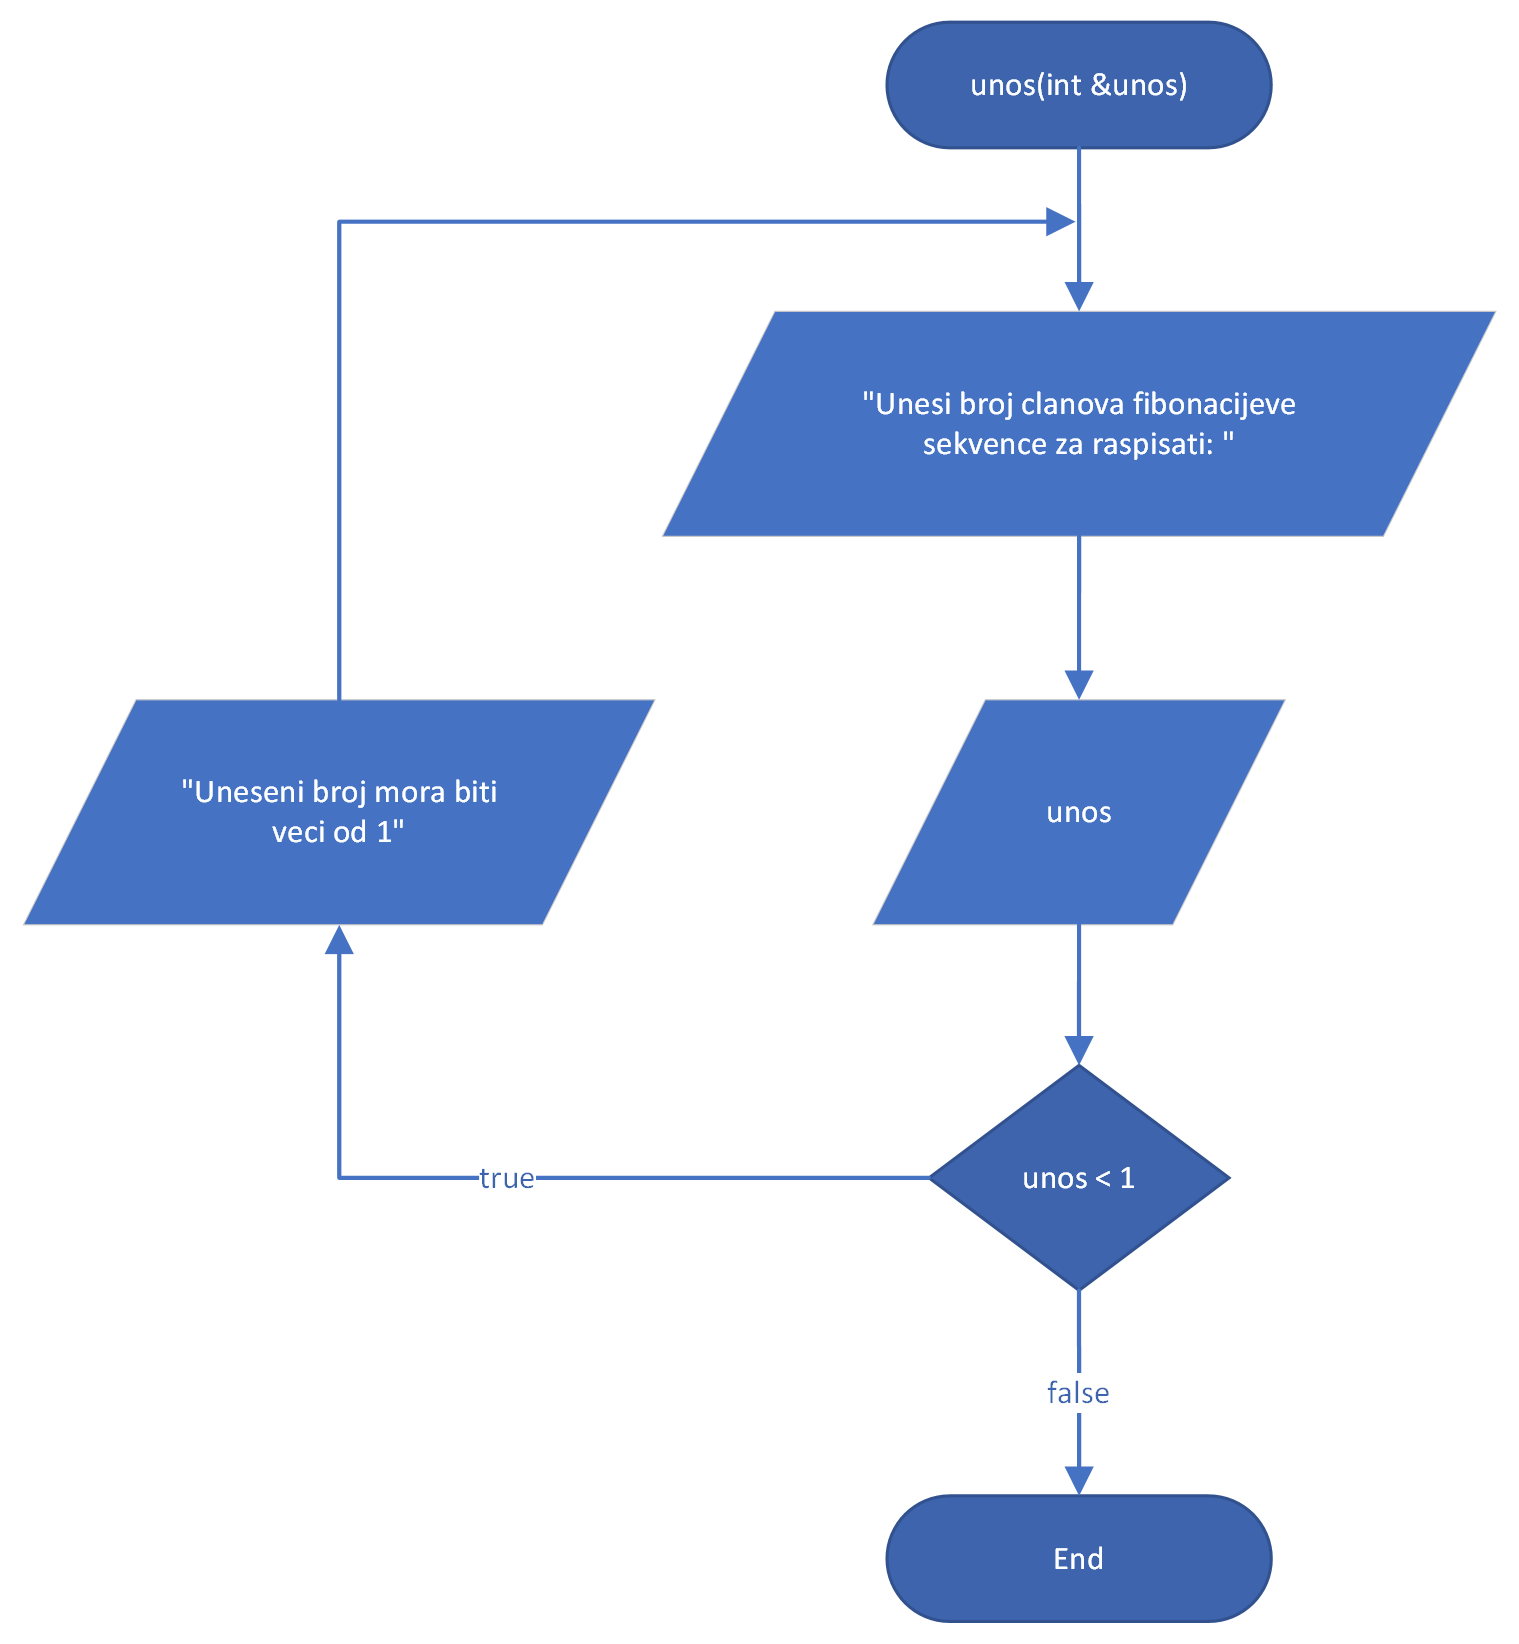 unos(int &unos)
"Unesi broj clanova fibonacijeve
sekvence za raspisati: "
"Uneseni broj mora biti
veci od 1"
unos
unos < 1
true
false
End